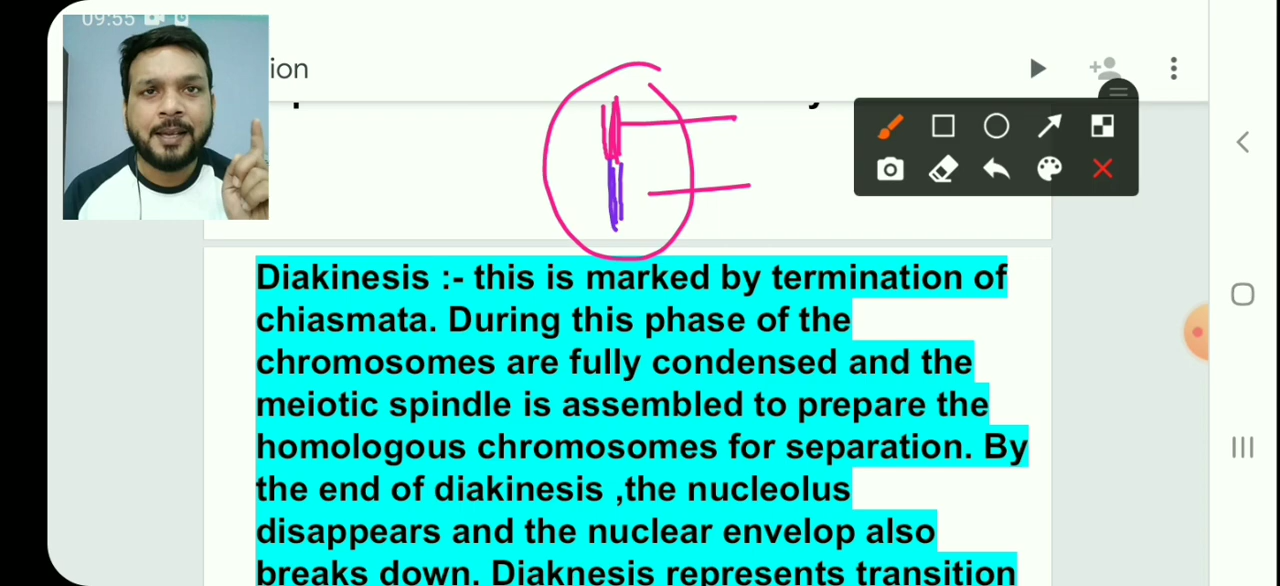 09:55
ion
Diakinesis :- this is marked by termination of
chiasmata. During this phase of the
chromosomes are fully condensed and the
meiotic spindle is assembled to prepare the
homologous chromosomes for separation. By
the end of diakinesis ,the nucleolus
disappears and the nuclear envelop also
breaks down. Diaknesis represents transition